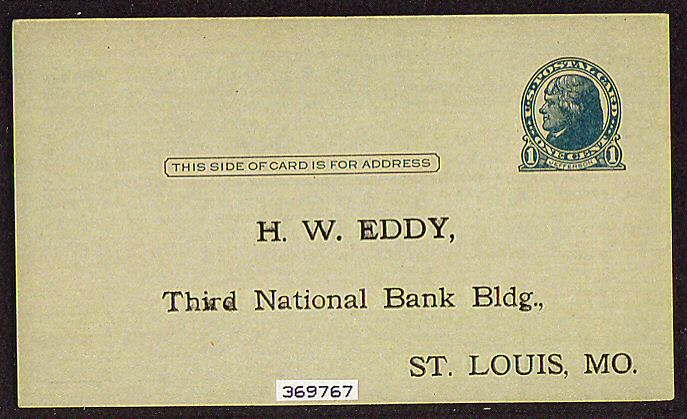 U.S. POSTAL CARD
1 ONE CENT 1
JEFFERSON
THIS SIDE OF CARD IS FOR ADDRESS
H. W. EDDY,
Third National Bank Bldg.,
ST. LOUIS, MO.
369767